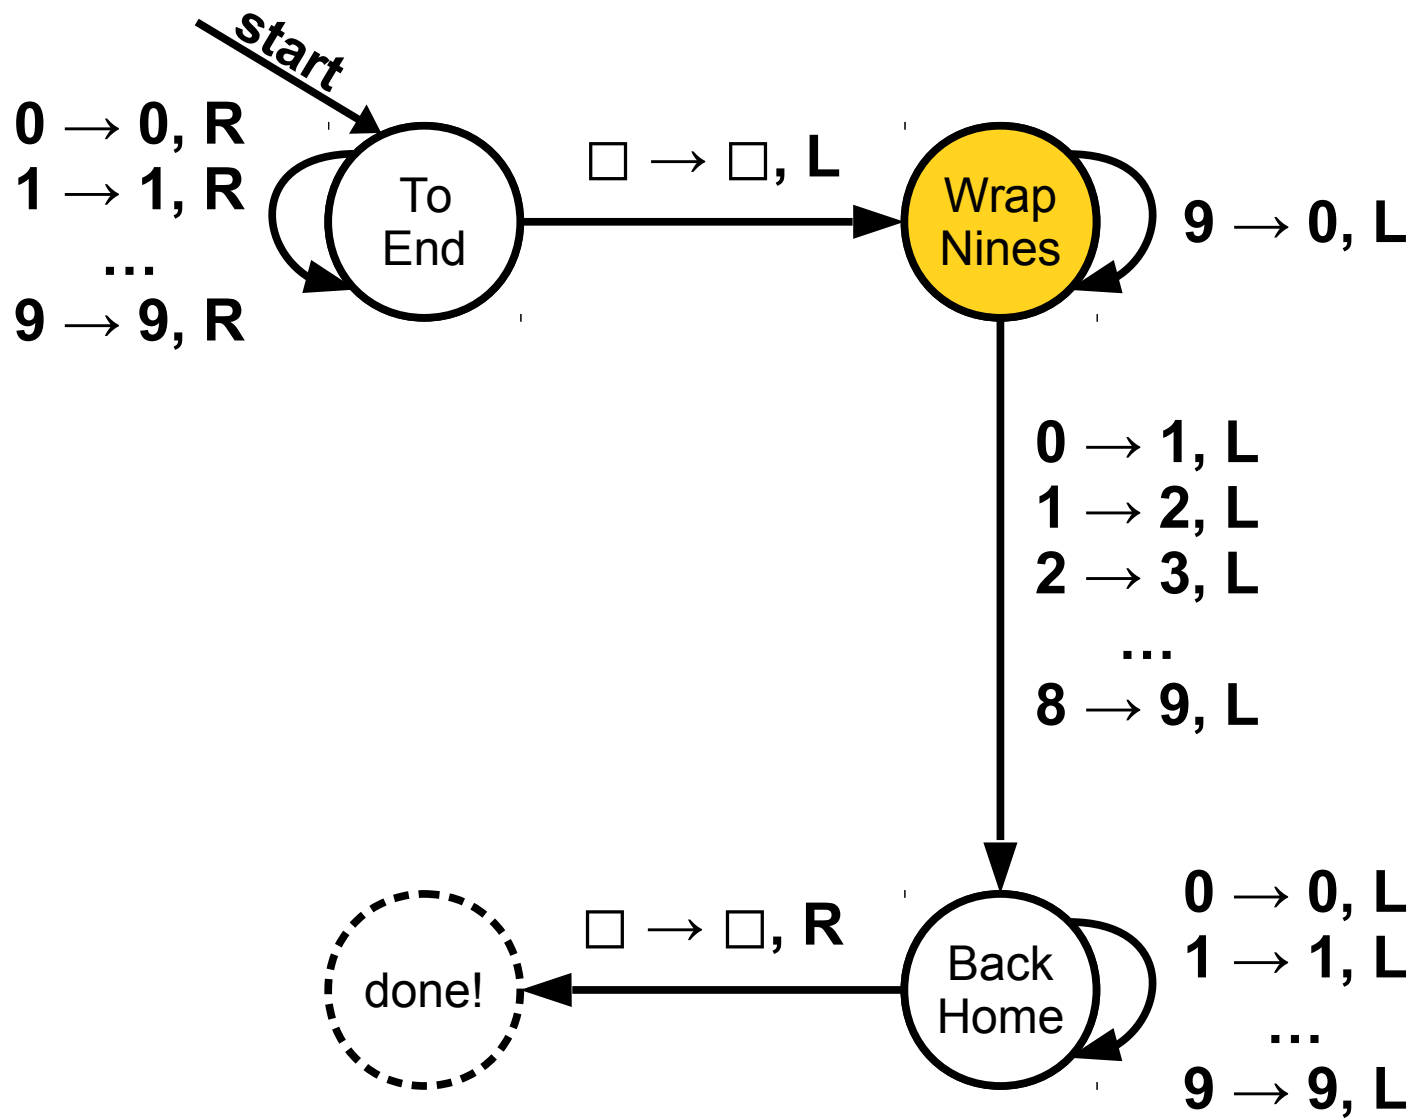 start
0 → 0, R
1 → 1, R
…
9 → 9, R
To
End
□ → □, L
Wrap
Nines
9 → 0, L
0 → 1, L
1 → 2, L
2 → 3, L
…
8 → 9, L
done!
□ → □, R
Back
Home
0 → 0, L
1 → 1, L
…
9 → 9, L